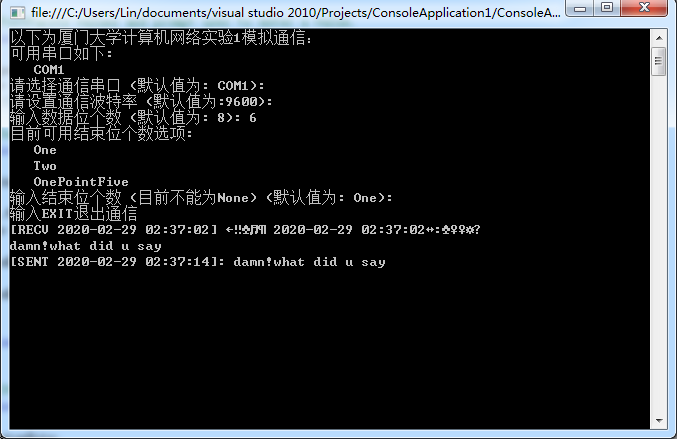 file:///C:/Users/Lin/documents/visual studio 2010/Projects/ConsoleApplication1/ConsoleA...
以下为厦门大学计算机网络实验1模拟通信：
可用串口如下：
COM1
请选择通信串口 (默认值为: COM1):
请设置通信波特率 (默认值为:9600):
输入数据位个数 (默认值为: 8): 6
目前可用结束位个数选项:
One
Two
OnePointFive
输入结束位个数 (目前不能为None) (默认值为: One):
输入EXIT退出通信
[RECV 2020-02-29 02:37:02] 2020-02-29 02:37:02↔:♣♀♀☼?
damn!what did u say
[SENT 2020-02-29 02:37:14]: damn!what did u say